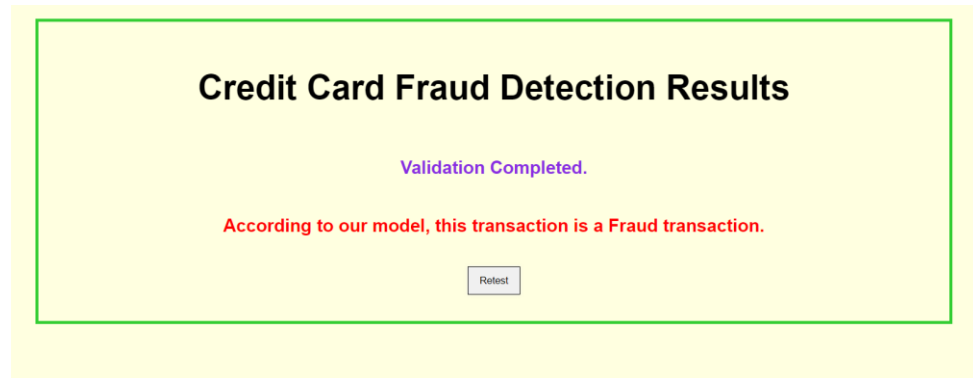 Credit Card Fraud Detection Results
Validation Completed.
According to our model, this transaction is a Fraud transaction.
Retest